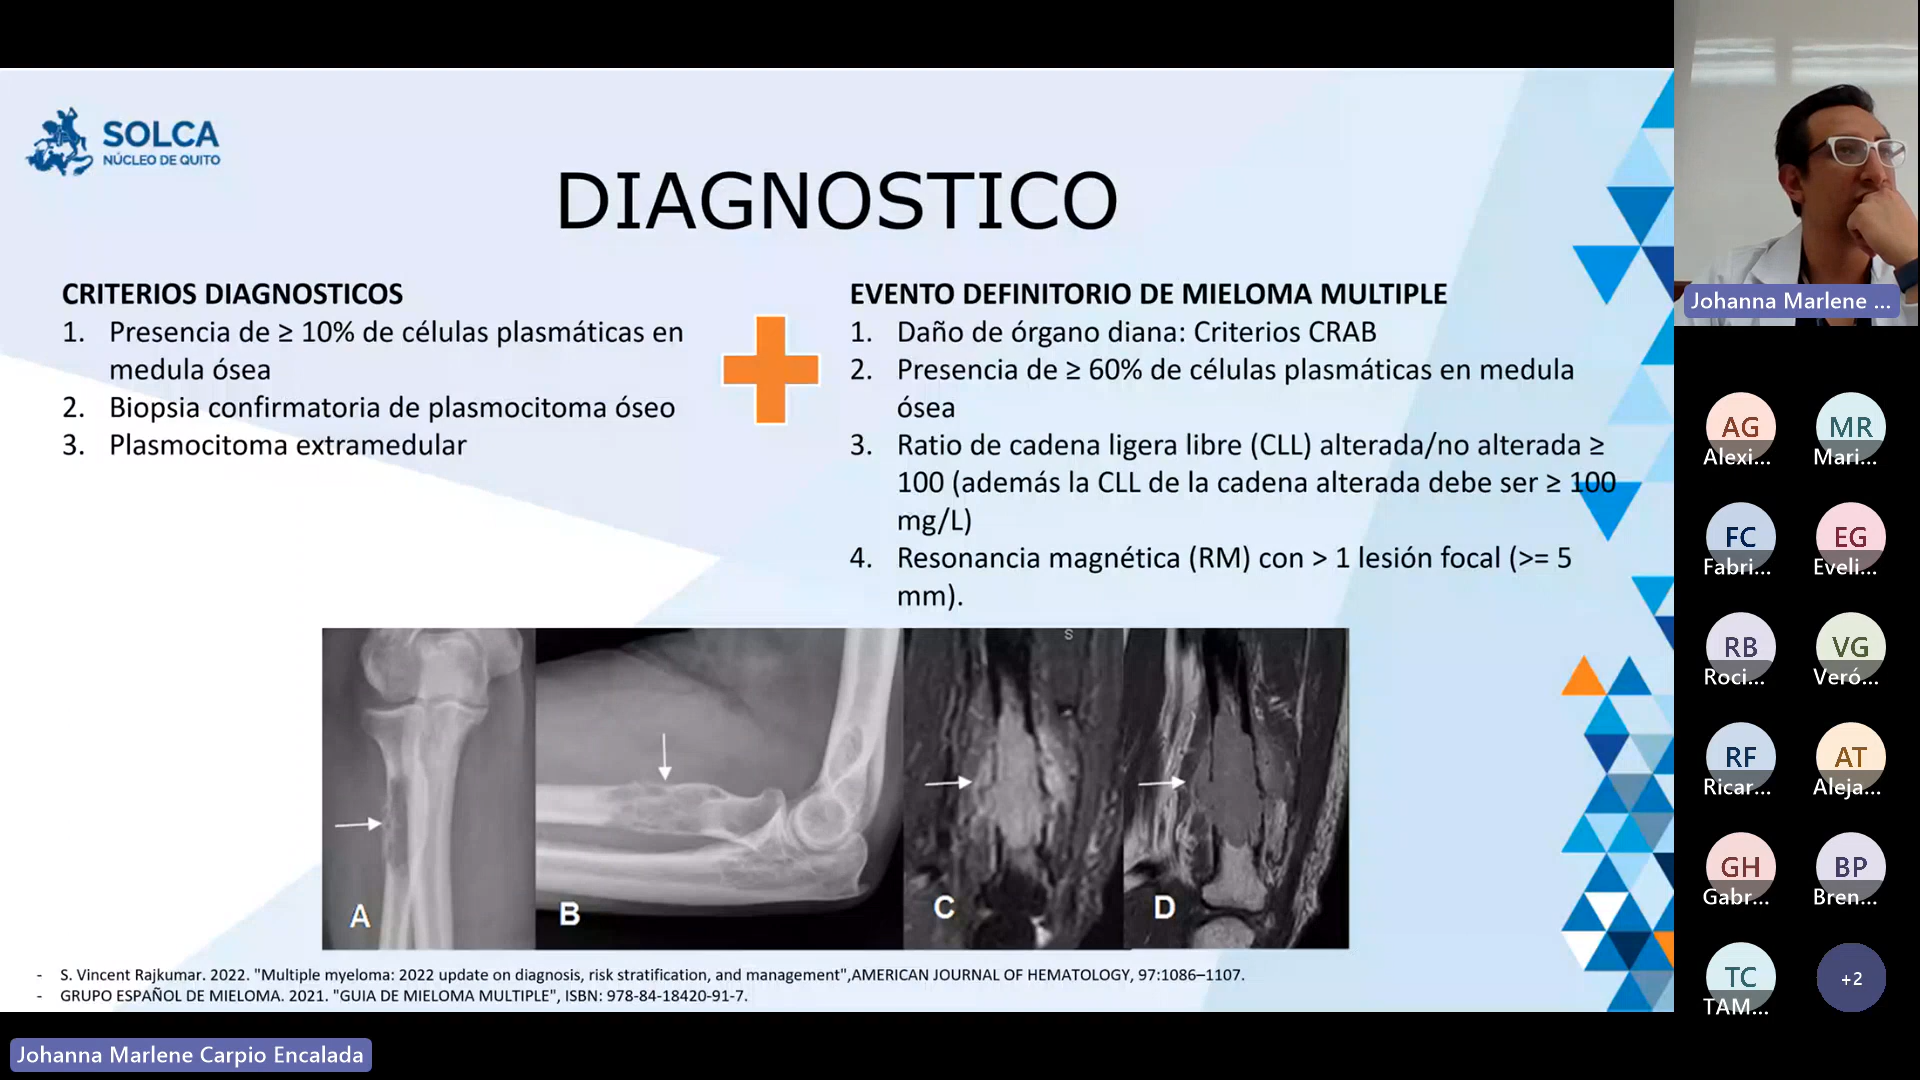 SOLCA
NÚCLEO DE QUITO
DIAGNOSTICO
CRITERIOS DIAGNOSTICOS
1. Presencia de ≥ 10% de células plasmáticas en
medula ósea
2. Biopsia confirmatoria de plasmocitoma óseo
3. Plasmocitoma extramedular
EVENTO DEFINITORIO DE MIELOMA MULTIPLE
1. Daño de órgano diana: Criterios CRAB
2. Presencia de ≥ 60% de células plasmáticas en medula
ósea
3. Ratio de cadena ligera libre (CLL) alterada/no alterada ≥
100 (además la CLL de la cadena alterada debe ser ≥ 100
mg/L)
4. Resonancia magnética (RM) con > 1 lesión focal (>= 5
mm).
S
A
B
C
D
- S. Vincent Rajkumar. 2022. "Multiple myeloma: 2022 update on diagnosis, risk stratification, and management",AMERICAN JOURNAL OF HEMATOLOGY, 97:1086–1107.
- GRUPO ESPAÑOL DE MIELOMA. 2021. "GUIA DE MIELOMA MULTIPLE", ISBN: 978-84-18420-91-7.
Johanna Marlene Carpio Encalada
Johanna Marlene ...
AG
Alexi...
MR
Mari...
FC
Fabri...
EG
Eveli...
RB
Roci...
VG
Veró...
RF
Ricar...
AT
Aleja...
GH
Gabr...
BP
Bren...
TC
TAM...
+2